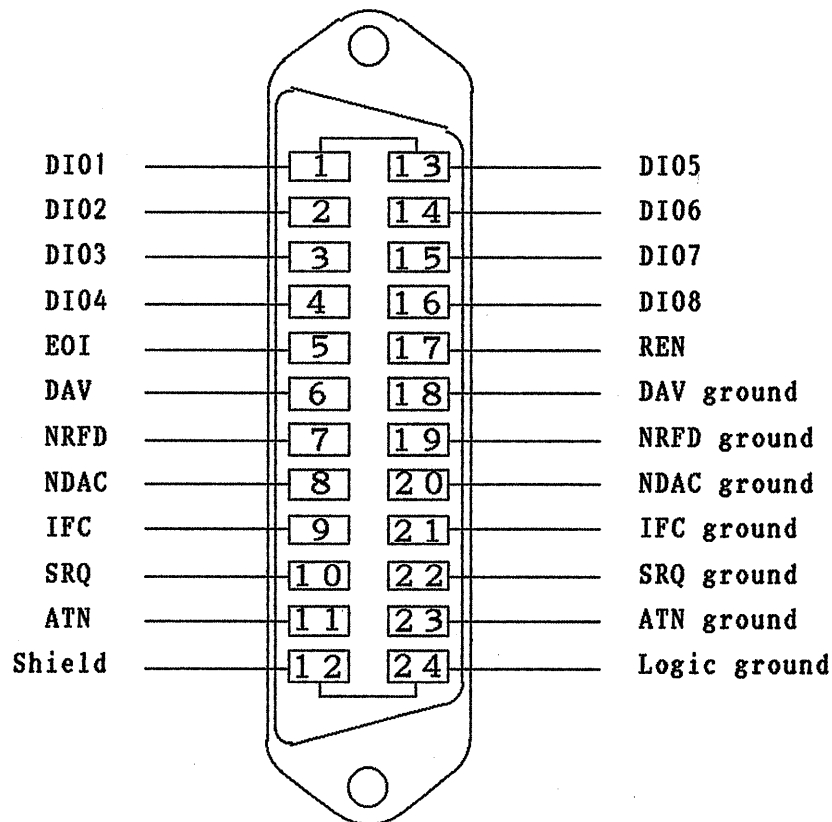 DIO1 1 13 DIO5
DIO2 2 14 DIO6
DIO3 3 15 DIO7
DIO4 4 16 DIO8
EOI 5 17 REN
DAV 6 18 DAV ground
NRFD 7 19 NRFD ground
NDAC 8 20 NDAC ground
IFC 9 21 IFC ground
SRQ 10 22 SRQ ground
ATN 11 23 ATN ground
Shield 12 24 Logic ground